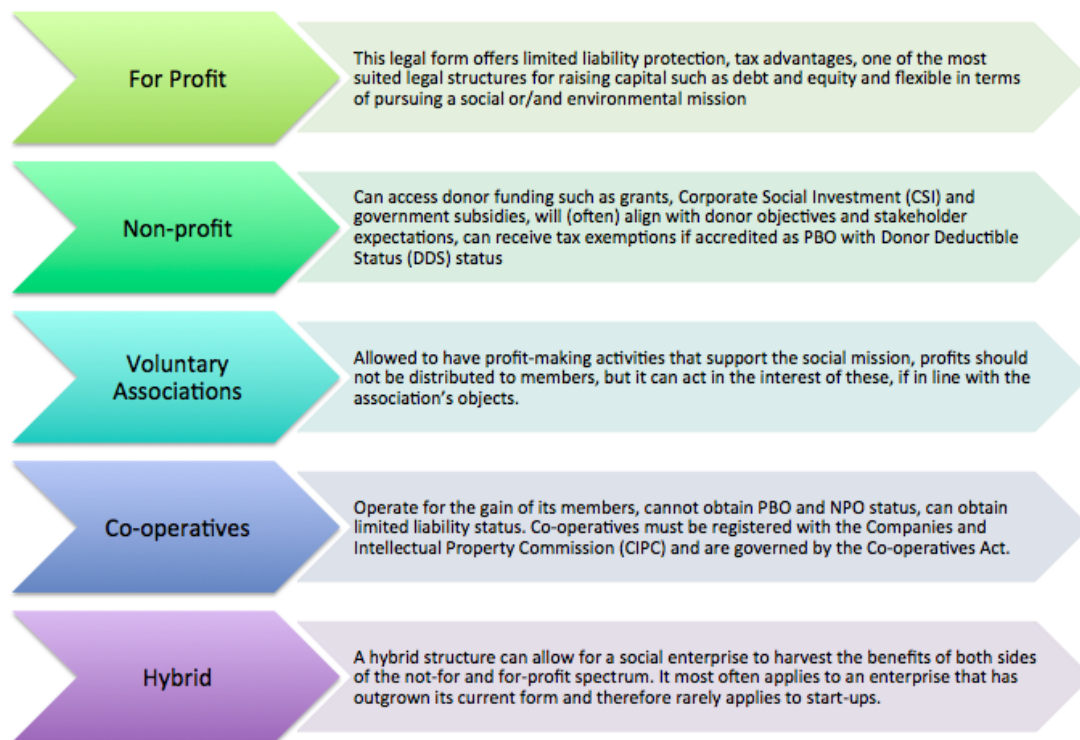 For Profit
This legal form offers limited liability protection, tax advantages, one of the most
suited legal structures for raising capital such as debt and equity and flexible in terms
of pursuing a social or/and environmental mission
Non-profit
Can access donor funding such as grants, Corporate Social Investment (CSI) and
government subsidies, will (often) align with donor objectives and stakeholder
expectations, can receive tax exemptions if accredited as PBO with Donor Deductible
Status (DDS) status
Voluntary
Associations
Allowed to have profit-making activities that support the social mission, profits should
not be distributed to members, but it can act in the interest of these, if in line with the
association's objects.
Co-operatives
Operate for the gain of its members, cannot obtain PBO and NPO status, can obtain
limited liability status. Co-operatives must be registered with the Companies and
Intellectual Property Commission (CIPC) and are governed by the Co-operatives Act.
Hybrid
A hybrid structure can allow for a social enterprise to harvest the benefits of both sides
of the not-for and for-profit spectrum. It most often applies to an enterprise that has
outgrown its current form and therefore rarely applies to start-ups.